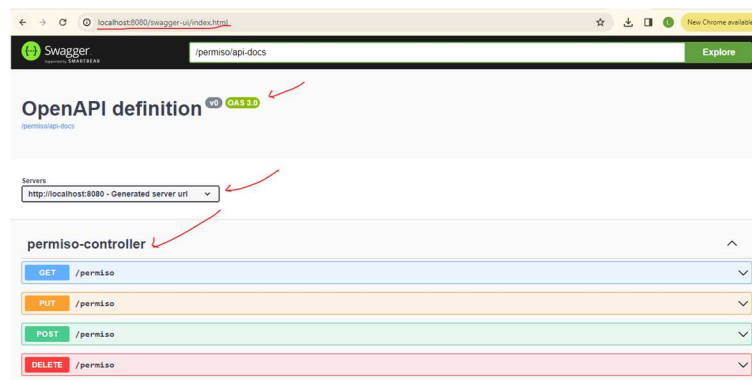 localhost:8080/swagger-ui/index.html
New Chrome available
Swagger
Supported by SMARTBEAR
/permiso/api-docs
Explore
OpenAPI definition v0 OAS 3.0
/permiso/api-docs
Servers
http://localhost:8080 - Generated server url
permiso-controller
GET /permiso
PUT /permiso
POST /permiso
DELETE /permiso